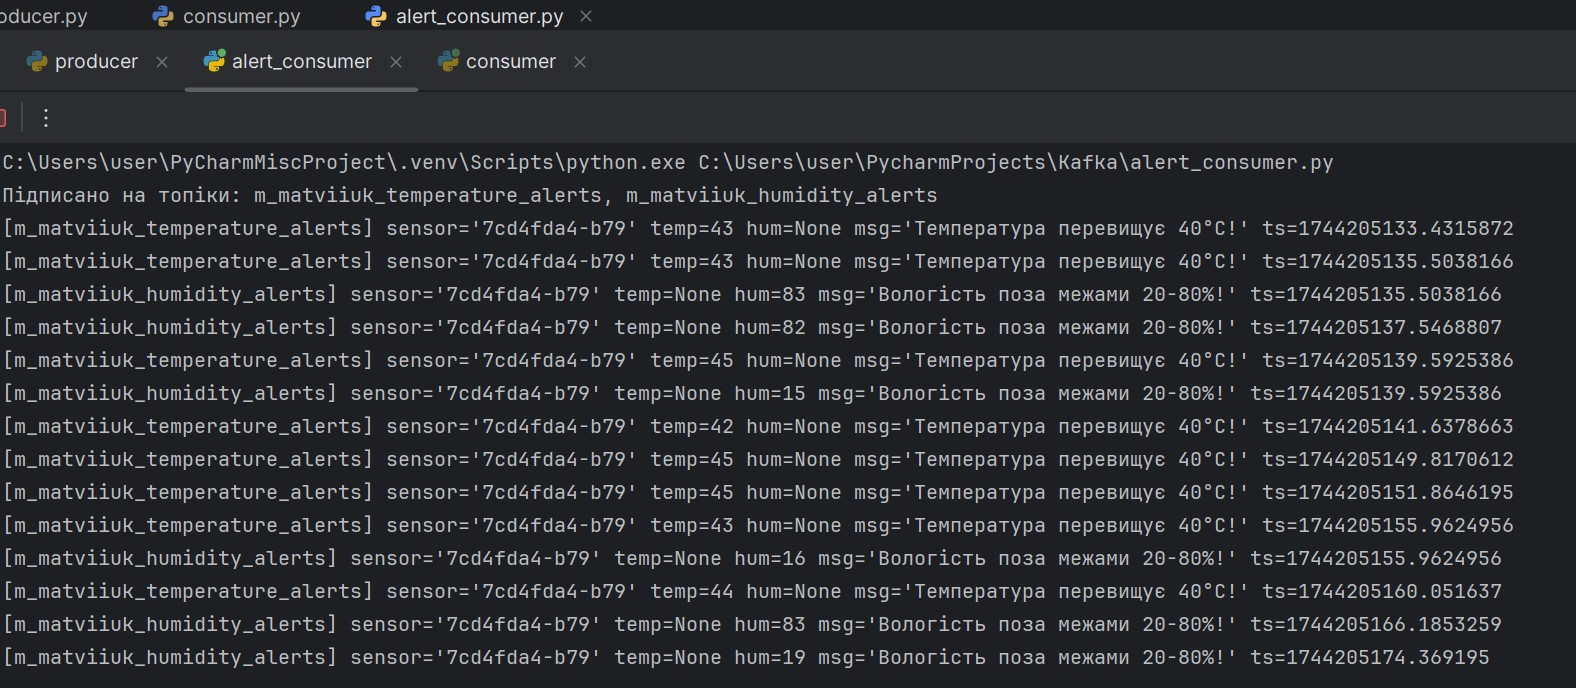 oducer.py consumer.py alert_consumer.py
producer alert_consumer consumer
C:\Users\user\PyCharmMiscProject\.venv\Scripts\python.exe C:\Users\user\PycharmProjects\Kafka\alert_consumer.py
Підписано на топіки: m_matviiuk_temperature_alerts, m_matviiuk_humidity_alerts
[m_matviiuk_temperature_alerts] sensor='7cd4fda4-b79' temp=43 hum=None msg='Температура перевищує 40°C!' ts=1744205133.4315872
[m_matviiuk_temperature_alerts] sensor='7cd4fda4-b79' temp=43 hum=None msg='Температура перевищує 40°C!' ts=1744205135.5038166
[m_matviiuk_humidity_alerts] sensor='7cd4fda4-b79' temp=None hum=83 msg='Вологість поза межами 20-80%!' ts=1744205135.5038166
[m_matviiuk_humidity_alerts] sensor='7cd4fda4-b79' temp=None hum=82 msg='Вологість поза межами 20-80%!' ts=1744205137.5468807
[m_matviiuk_temperature_alerts] sensor='7cd4fda4-b79' temp=45 hum=None msg='Температура перевищує 40°C!' ts=1744205139.5925386
[m_matviiuk_humidity_alerts] sensor='7cd4fda4-b79' temp=None hum=15 msg='Вологість поза межами 20-80%!' ts=1744205139.5925386
[m_matviiuk_temperature_alerts] sensor='7cd4fda4-b79' temp=42 hum=None msg='Температура перевищує 40°C!' ts=1744205141.6378663
[m_matviiuk_temperature_alerts] sensor='7cd4fda4-b79' temp=45 hum=None msg='Температура перевищує 40°C!' ts=1744205149.8170612
[m_matviiuk_temperature_alerts] sensor='7cd4fda4-b79' temp=45 hum=None msg='Температура перевищує 40°C!' ts=1744205151.8646195
[m_matviiuk_temperature_alerts] sensor='7cd4fda4-b79' temp=43 hum=None msg='Температура перевищує 40°C!' ts=1744205155.9624956
[m_matviiuk_humidity_alerts] sensor='7cd4fda4-b79' temp=None hum=16 msg='Вологість поза межами 20-80%!' ts=1744205155.9624956
[m_matviiuk_temperature_alerts] sensor='7cd4fda4-b79' temp=44 hum=None msg='Температура перевищує 40°C!' ts=1744205160.051637
[m_matviiuk_humidity_alerts] sensor='7cd4fda4-b79' temp=None hum=83 msg='Вологість поза межами 20-80%!' ts=1744205166.1853259
[m_matviiuk_humidity_alerts] sensor='7cd4fda4-b79' temp=None hum=19 msg='Вологість поза межами 20-80%!' ts=1744205174.369195